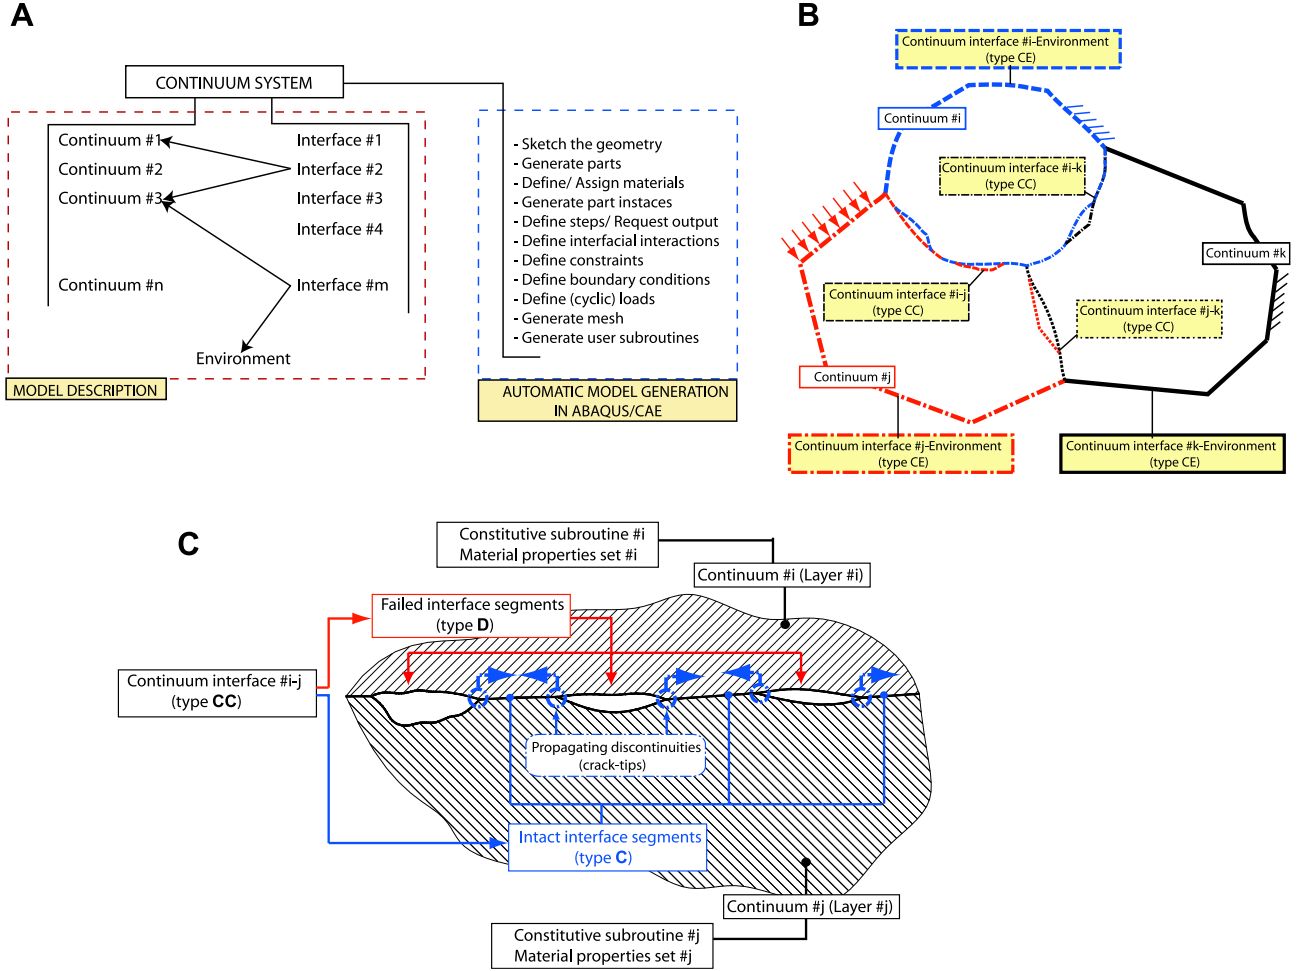 A
CONTINUUM SYSTEM
Continuum #1
Continuum #2
Continuum #3
Continuum #n
Interface #1
Interface #2
Interface #3
Interface #4
Interface #m
Environment
MODEL DESCRIPTION
- Sketch the geometry
- Generate parts
- Define/ Assign materials
- Generate part instaces
- Define steps/ Request output
- Define interfacial interactions
- Define constraints
- Define boundary conditions
- Define (cyclic) loads
- Generate mesh
- Generate user subroutines
AUTOMATIC MODEL GENERATION
IN ABAQUS/CAE
B
Continuum interface #i-Environment
(type CE)
Continuum #i
Continuum interface #i-k
(type CC)
Continuum #k
Continuum interface #i-j
(type CC)
Continuum interface #j-k
(type CC)
Continuum #j
Continuum interface #j-Environment
(type CE)
Continuum interface #k-Environment
(type CE)
C
Constitutive subroutine #i
Material properties set #i
Continuum #i (Layer #i)
Failed interface segments
(type D)
Continuum interface #i-j
(type CC)
Propagating discontinuities
(crack-tips)
Intact interface segments
(type C)
Continuum #j (Layer #j)
Constitutive subroutine #j
Material properties set #j